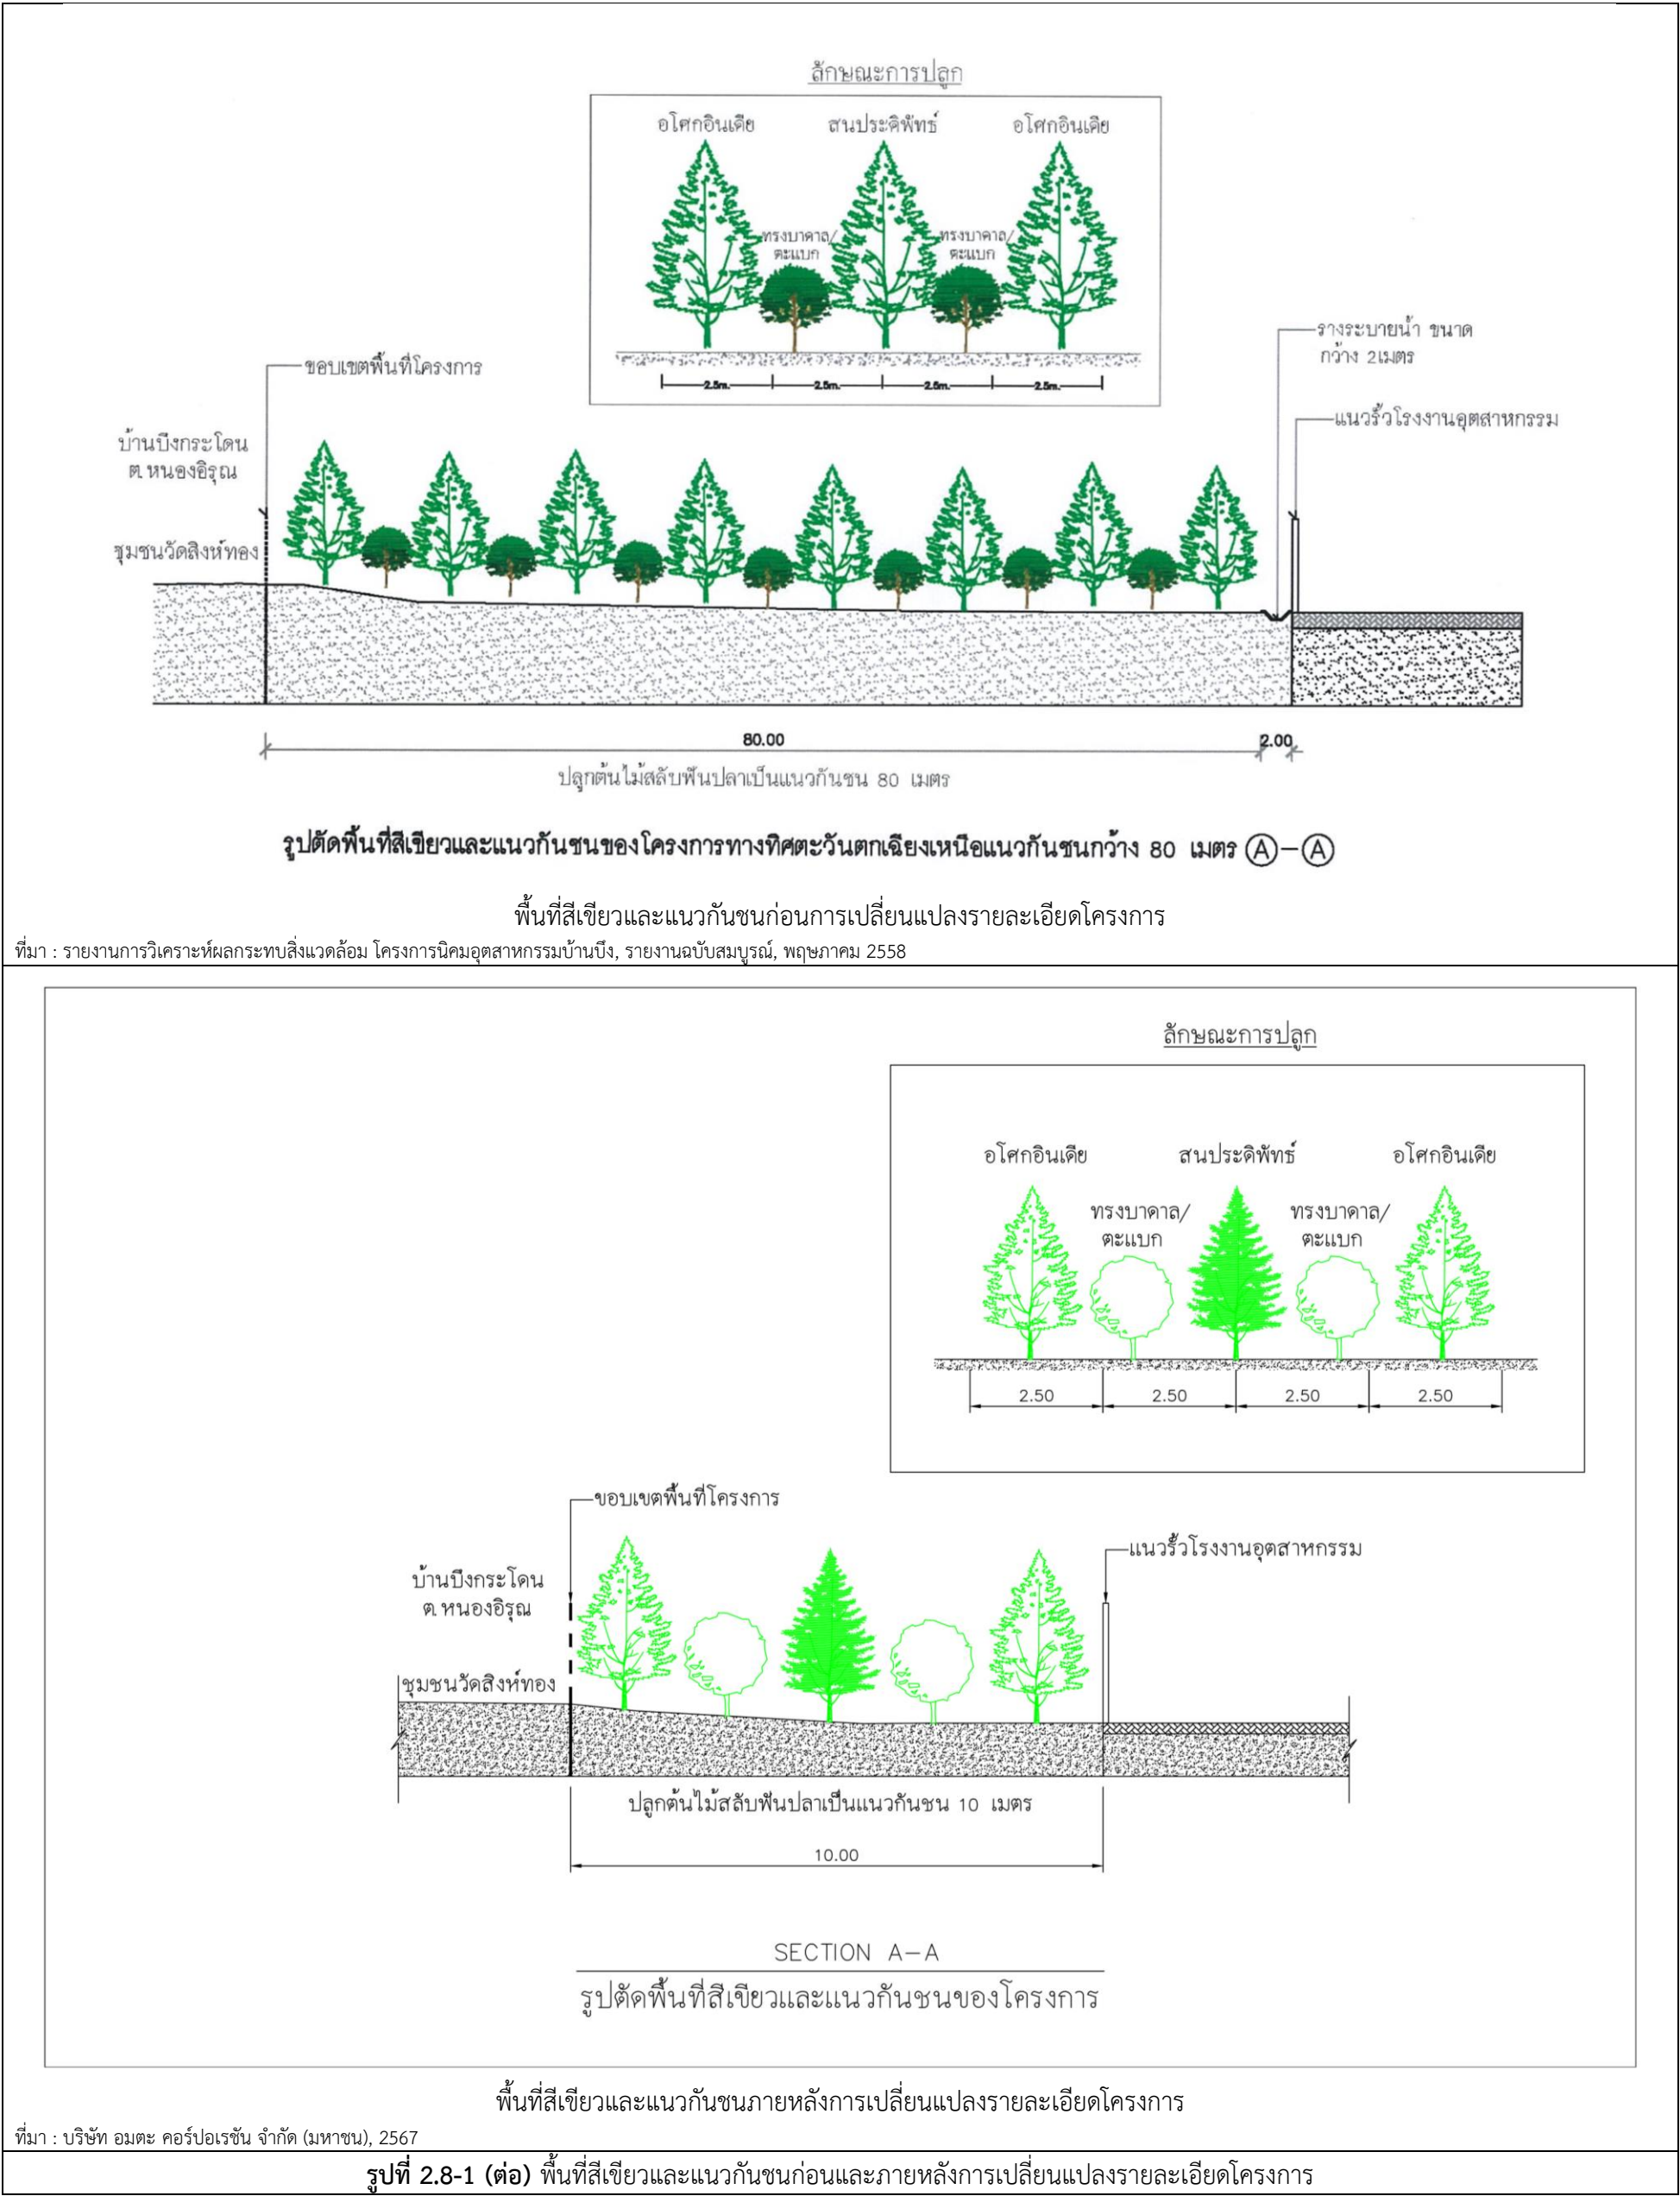 ลักษณะการปลูก
อโศกอินเดีย สนประดิพัทธ์ อโศกอินเดีย
ทรงบาดาล/ ทรงบาดาล/
ตะแบก ตะแบก
2.5m. 2.5m. 2.5m. 2.5m.
รางระบายน้ำ ขนาด
กว้าง 2เมตร
ขอบเขตพื้นที่โครงการ
แนวรั้วโรงงานอุตสาหกรรม
บ้านบึงกระโดน
ต.หนองอิรุณ
ชุมชนวัดสิงห์ทอง
80.00 2.00
ปลูกต้นไม้สลับฟันปลาเป็นแนวกันชน 80 เมตร
รูปตัดพื้นที่สีเขียวและแนวกันชนของโครงการทางทิศตะวันตกเฉียงเหนือแนวกันชนกว้าง 80 เมตร A-A
พื้นที่สีเขียวและแนวกันชนก่อนการเปลี่ยนแปลงรายละเอียดโครงการ
ที่มา : รายงานการวิเคราะห์ผลกระทบสิ่งแวดล้อม โครงการนิคมอุตสาหกรรมบ้านบึง, รายงานฉบับสมบูรณ์, พฤษภาคม 2558
ลักษณะการปลูก
อโศกอินเดีย สนประดิพัทธ์ อโศกอินเดีย
ทรงบาดาล/ ทรงบาดาล/
ตะแบก ตะแบก
2.50 2.50 2.50 2.50
ขอบเขตพื้นที่โครงการ
แนวรั้วโรงงานอุตสาหกรรม
บ้านบึงกระโดน
ต.หนองอิรุณ
ชุมชนวัดสิงห์ทอง
ปลูกต้นไม้สลับฟันปลาเป็นแนวกันชน 10 เมตร
10.00
SECTION A-A
รูปตัดพื้นที่สีเขียวและแนวกันชนของโครงการ
พื้นที่สีเขียวและแนวกันชนภายหลังการเปลี่ยนแปลงรายละเอียดโครงการ
ที่มา : บริษัท อมตะ คอร์ปอเรชัน จำกัด (มหาชน), 2567
รูปที่ 2.8-1 (ต่อ) พื้นที่สีเขียวและแนวกันชนก่อนและภายหลังการเปลี่ยนแปลงรายละเอียดโครงการ